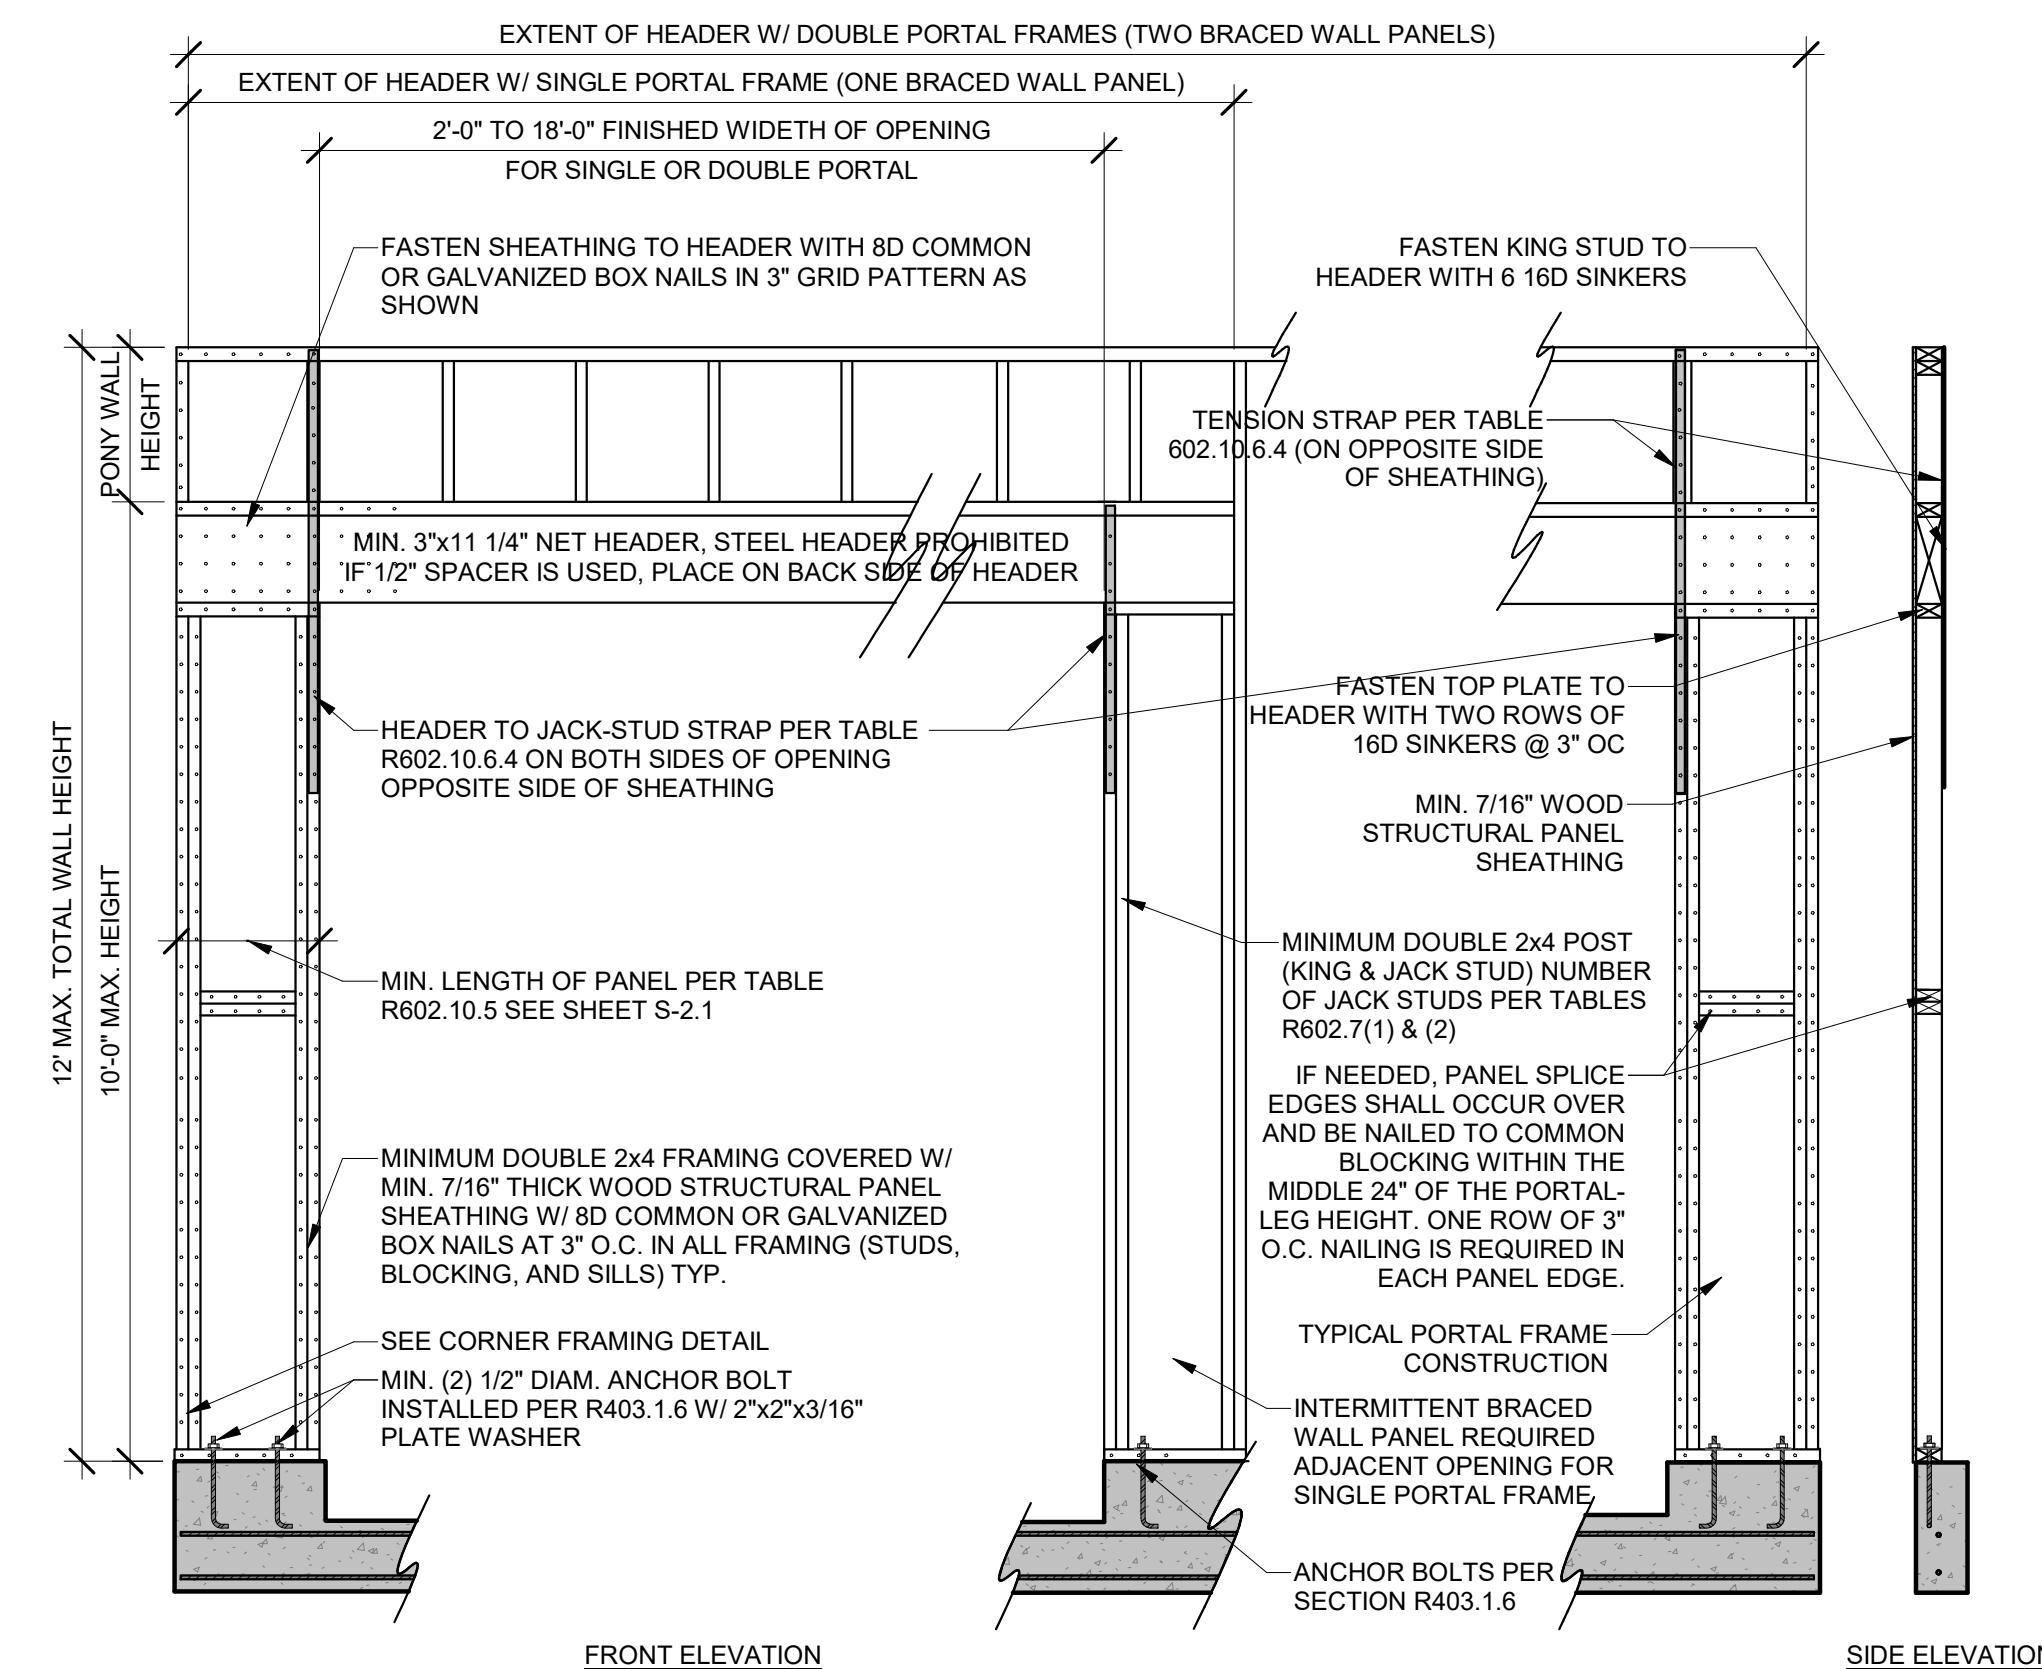 EXTENT OF HEADER W/ DOUBLE PORTAL FRAMES (TWO BRACED WALL PANELS)
EXTENT OF HEADER W/ SINGLE PORTAL FRAME (ONE BRACED WALL PANEL)
2'-0" TO 18'-0" FINISHED WIDETH OF OPENING
FOR SINGLE OR DOUBLE PORTAL
FASTEN SHEATHING TO HEADER WITH 8D COMMON
OR GALVANIZED BOX NAILS IN 3" GRID PATTERN AS
SHOWN
FASTEN KING STUD TO
HEADER WITH 6 16D SINKERS
PONY WALL
HEIGHT
TENSION STRAP PER TABLE
602.10.6.4 (ON OPPOSITE SIDE
OF SHEATHING)
MIN. 3"x11 1/4" NET HEADER, STEEL HEADER PROHIBITED
IF 1/2" SPACER IS USED, PLACE ON BACK SIDE OF HEADER
12' MAX. TOTAL WALL HEIGHT
10'-0" MAX. HEIGHT
HEADER TO JACK-STUD STRAP PER TABLE
R602.10.6.4 ON BOTH SIDES OF OPENING
OPPOSITE SIDE OF SHEATHING
FASTEN TOP PLATE TO
HEADER WITH TWO ROWS OF
16D SINKERS @ 3" OC
MIN. 7/16" WOOD
STRUCTURAL PANEL
SHEATHING
MIN. LENGTH OF PANEL PER TABLE
R602.10.5 SEE SHEET S-2.1
MINIMUM DOUBLE 2x4 POST
(KING & JACK STUD) NUMBER
OF JACK STUDS PER TABLES
R602.7(1) & (2)
IF NEEDED, PANEL SPLICE
EDGES SHALL OCCUR OVER
AND BE NAILED TO COMMON
BLOCKING WITHIN THE
MIDDLE 24" OF THE PORTAL-
LEG HEIGHT. ONE ROW OF 3"
O.C. NAILING IS REQUIRED IN
EACH PANEL EDGE.
MINIMUM DOUBLE 2x4 FRAMING COVERED W/
MIN. 7/16" THICK WOOD STRUCTURAL PANEL
SHEATHING W/ 8D COMMON OR GALVANIZED
BOX NAILS AT 3" O.C. IN ALL FRAMING (STUDS,
BLOCKING, AND SILLS) TYP.
SEE CORNER FRAMING DETAIL
MIN. (2) 1/2" DIAM. ANCHOR BOLT
INSTALLED PER R403.1.6 W/ 2"x2"x3/16"
PLATE WASHER
TYPICAL PORTAL FRAME
CONSTRUCTION
INTERMITTENT BRACED
WALL PANEL REQUIRED
ADJACENT OPENING FOR
SINGLE PORTAL FRAME
ANCHOR BOLTS PER
SECTION R403.1.6
FRONT ELEVATION
SIDE ELEVATION